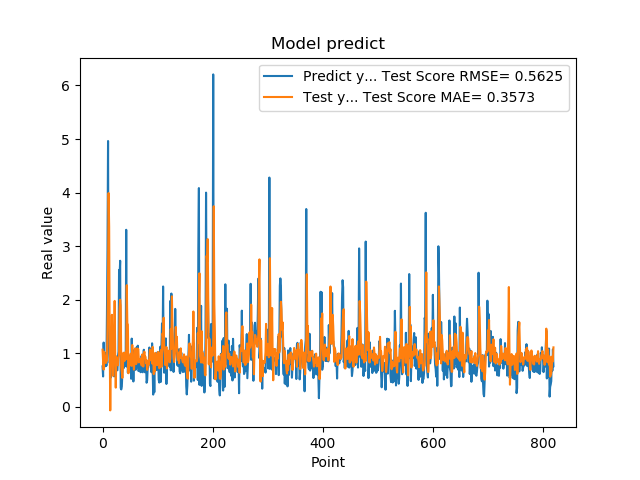 Model predict
Predict y... Test Score RMSE= 0.5625
Test y... Test Score MAE= 0.3573
6
5
4
3
2
1
0
Real value
0 200 400 600 800
Point